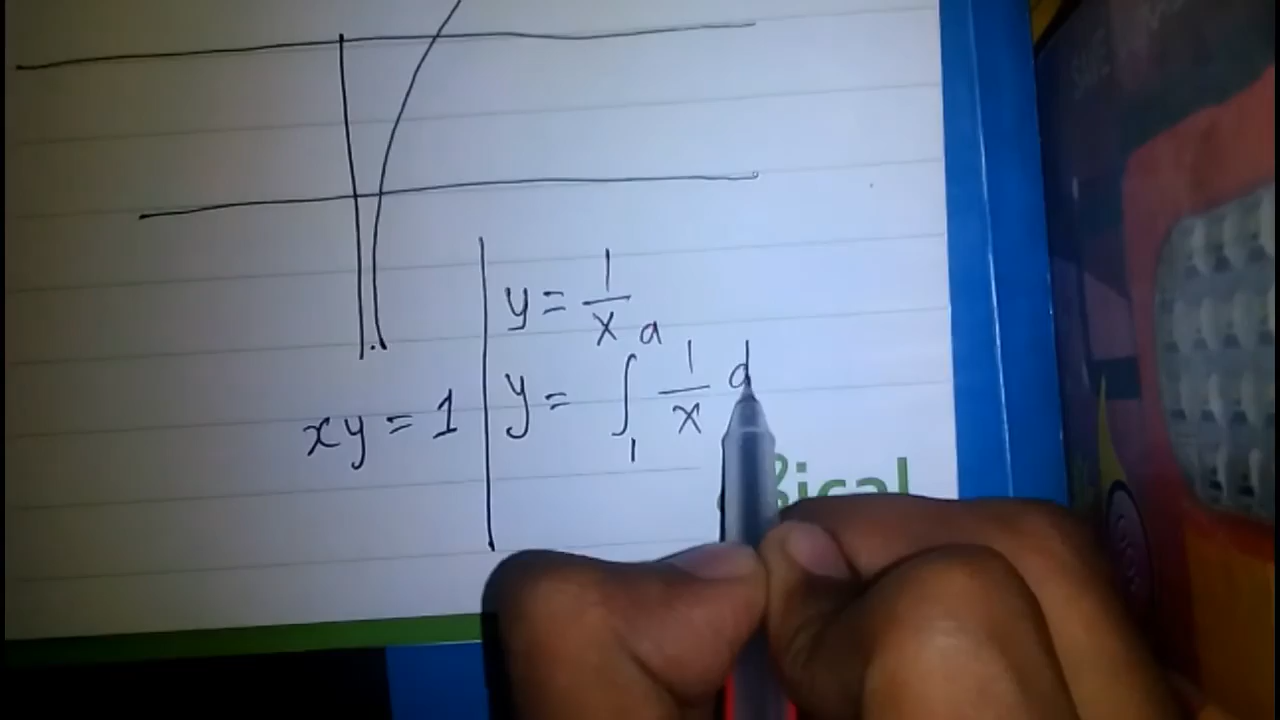 xy = 1
y = 1/x
y = ∫₁ᵃ 1/x d